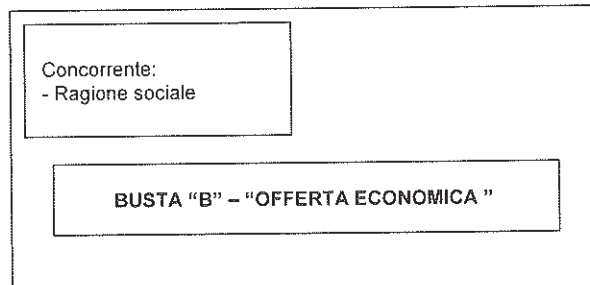 Concorrente:
- Ragione sociale
BUSTA “B” – “OFFERTA ECONOMICA ”